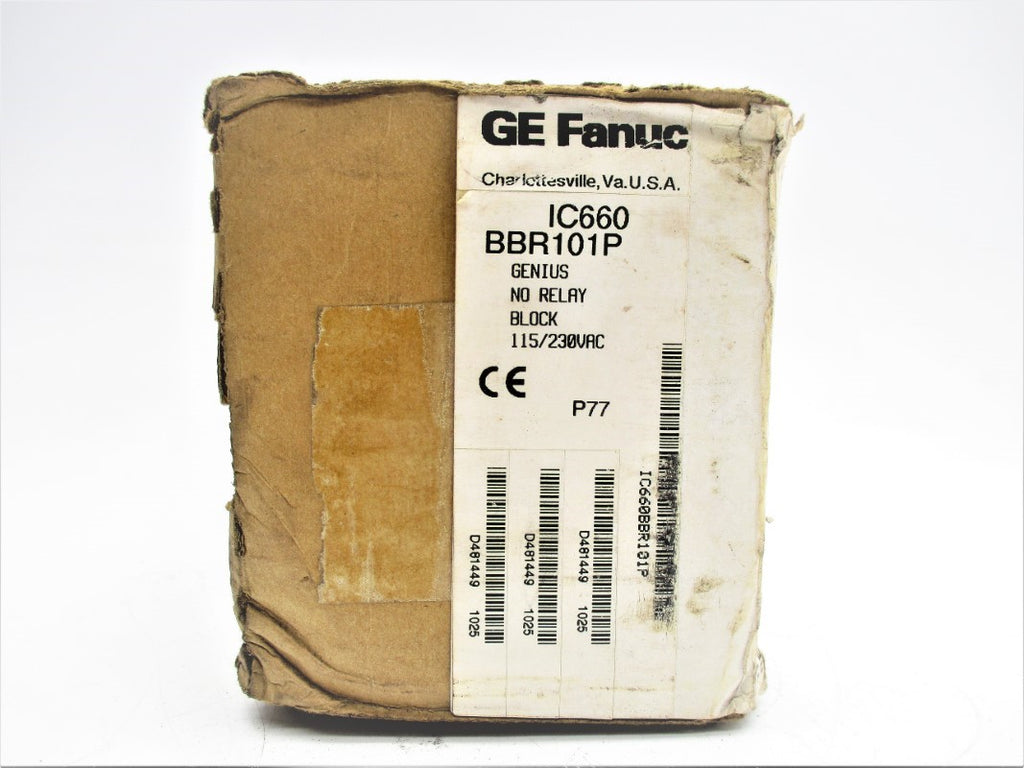 GE Fanuc
Charlottesville, Va. U.S.A.
IC660
BBR101P
GENIUS
NO RELAY
BLOCK
115/230VAC
CE
P77
IC660BBR101P
D481449 1025
D481449 1025
D481449 1025